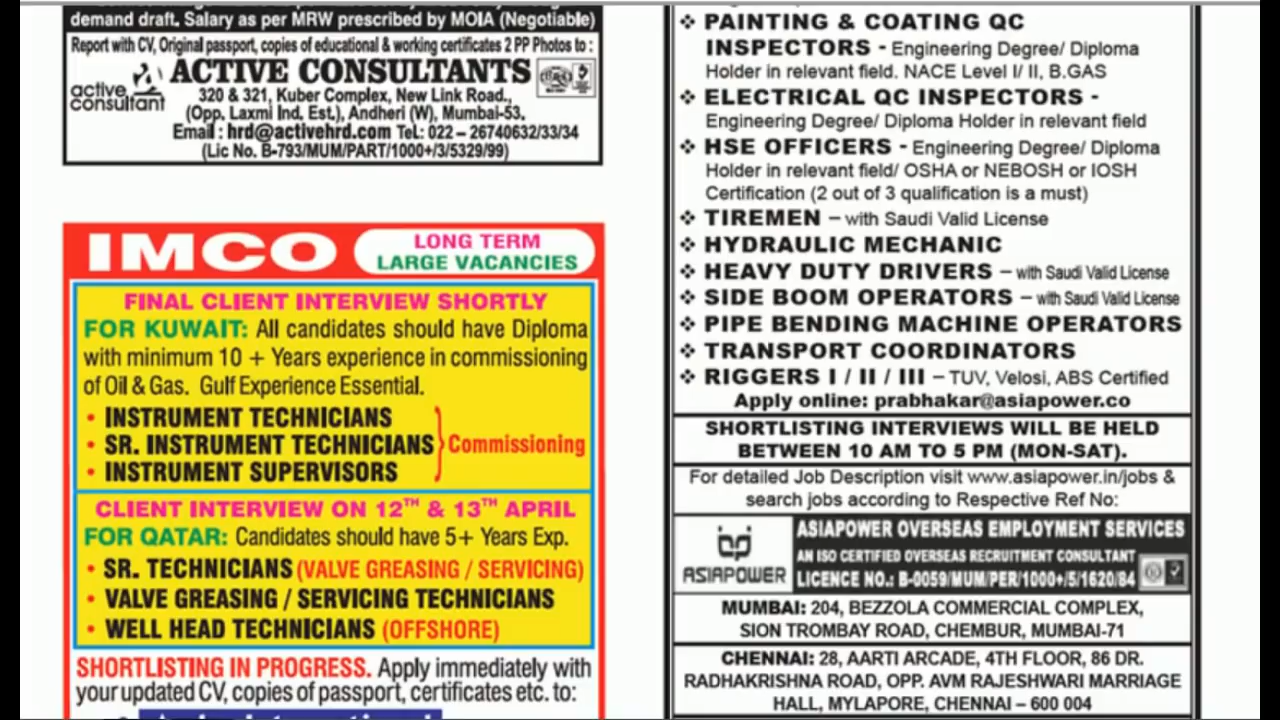 demand draft. Salary as per MRW prescribed by MOIA (Negotiable)
Report with CV, Original passport, copies of educational & working certificates 2 PP Photos to :
active
consultant
ACTIVE CONSULTANTS
320 & 321, Kuber Complex, New Link Road.,
(Opp. Laxmi Ind. Est.), Andheri (W), Mumbai-53.
Email : hrd@activehrd.com Tel: 022 – 26740632/33/34
(Lic No. B-793/MUM/PART/1000+/3/5329/99)
IMCO
LONG TERM
LARGE VACANCIES
FINAL CLIENT INTERVIEW SHORTLY
FOR KUWAIT: All candidates should have Diploma
with minimum 10 + Years experience in commissioning
of Oil & Gas. Gulf Experience Essential.
• INSTRUMENT TECHNICIANS
• SR. INSTRUMENT TECHNICIANS
• INSTRUMENT SUPERVISORS
Commissioning
CLIENT INTERVIEW ON 12TH & 13TH APRIL
FOR QATAR: Candidates should have 5+ Years Exp.
• SR. TECHNICIANS (VALVE GREASING / SERVICING)
• VALVE GREASING / SERVICING TECHNICIANS
• WELL HEAD TECHNICIANS (OFFSHORE)
SHORTLISTING IN PROGRESS. Apply immediately with
your updated CV, copies of passport, certificates etc. to:
❖ PAINTING & COATING QC
INSPECTORS - Engineering Degree/ Diploma
Holder in relevant field. NACE Level I/ II, B.GAS
❖ ELECTRICAL QC INSPECTORS -
Engineering Degree/ Diploma Holder in relevant field
❖ HSE OFFICERS - Engineering Degree/ Diploma
Holder in relevant field/ OSHA or NEBOSH or IOSH
Certification (2 out of 3 qualification is a must)
❖ TIREMEN – with Saudi Valid License
❖ HYDRAULIC MECHANIC
❖ HEAVY DUTY DRIVERS – with Saudi Valid License
❖ SIDE BOOM OPERATORS – with Saudi Valid License
❖ PIPE BENDING MACHINE OPERATORS
❖ TRANSPORT COORDINATORS
❖ RIGGERS I / II / III – TUV, Velosi, ABS Certified
Apply online: prabhakar@asiapower.co
SHORTLISTING INTERVIEWS WILL BE HELD
BETWEEN 10 AM TO 5 PM (MON-SAT).
For detailed Job Description visit www.asiapower.in/jobs &
search jobs according to Respective Ref No:
ASIAPOWER
ASIAPOWER OVERSEAS EMPLOYMENT SERVICES
AN ISO CERTIFIED OVERSEAS RECRUITMENT CONSULTANT
LICENCE NO.: B-0059/MUM/PER/1000+/5/1620/84
MUMBAI: 204, BEZZOLA COMMERCIAL COMPLEX,
SION TROMBAY ROAD, CHEMBUR, MUMBAI-71
CHENNAI: 28, AARTI ARCADE, 4TH FLOOR, 86 DR.
RADHAKRISHNA ROAD, OPP. AVM RAJESHWARI MARRIAGE
HALL, MYLAPORE, CHENNAI – 600 004